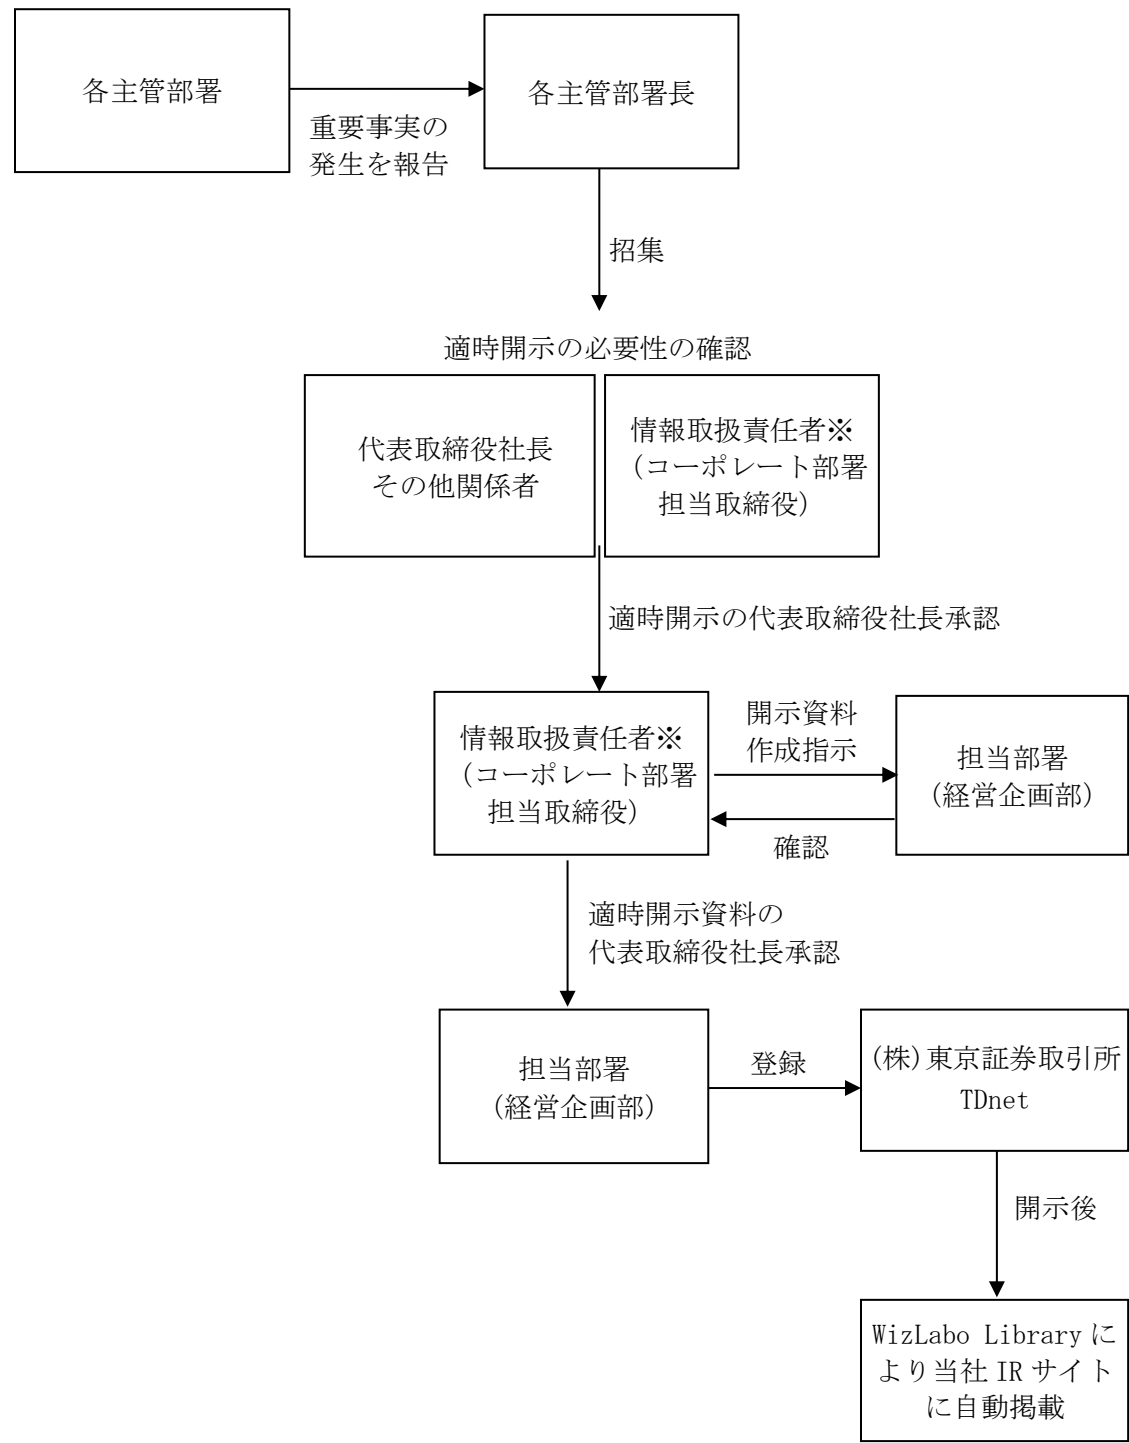 各主管部署
各主管部署長
重要事実の
発生を報告
招集
適時開示の必要性の確認
代表取締役社長
その他関係者
情報取扱責任者※
(コーポレート部署
担当取締役)
適時開示の代表取締役社長承認
情報取扱責任者※
(コーポレート部署
担当取締役)
開示資料
作成指示
担当部署
(経営企画部)
確認
適時開示資料の
代表取締役社長承認
担当部署
(経営企画部)
登録
(株)東京証券取引所
TDnet
開示後
WizLabo Library に
より当社 IR サイト
に自動掲載